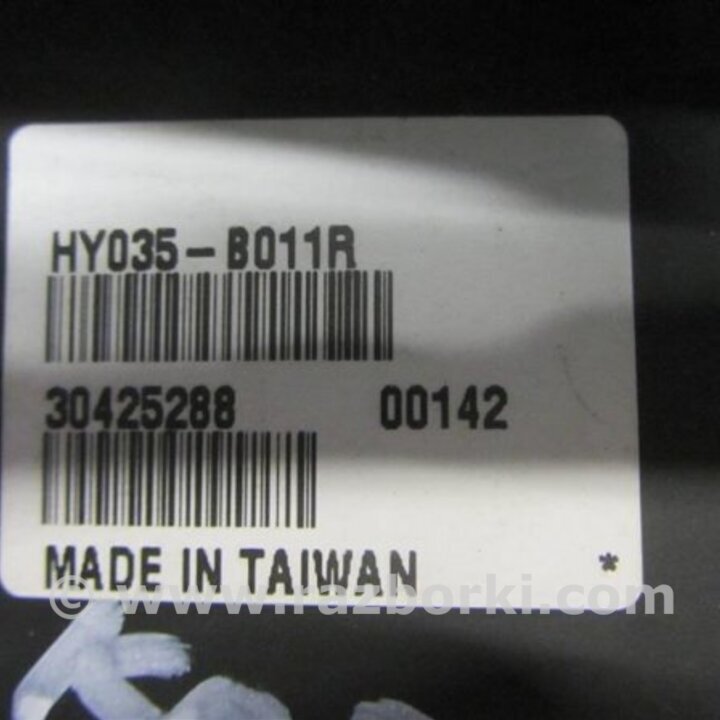 HY035-B011R
30425288 00142
MADE IN TAIWAN *
© www.razborki.com